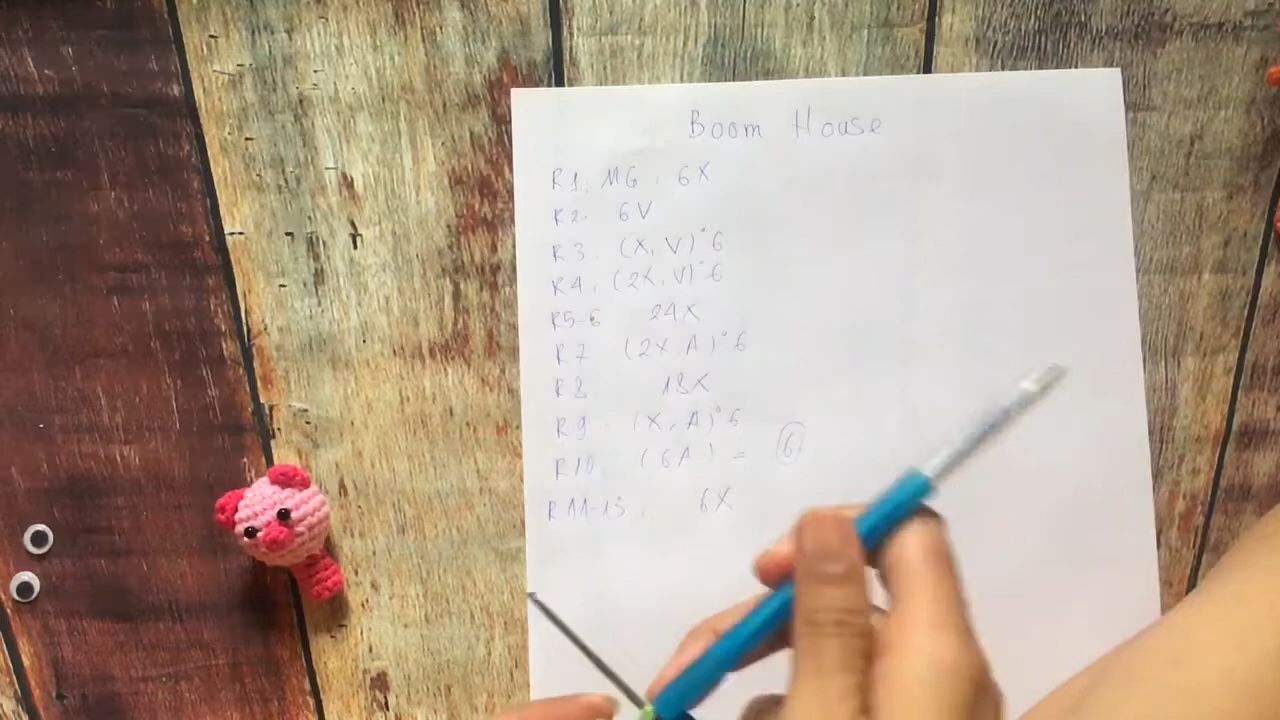 Boom House
R1. MG. 6X
R2. 6V
R3. (X, V)*6
R4. (2X, V)*6
R5-6 24X
R7 (2X, A)*6
R8 18X
R9. (X, A)*6
R10. (6A) = 6
R11-13. 6X